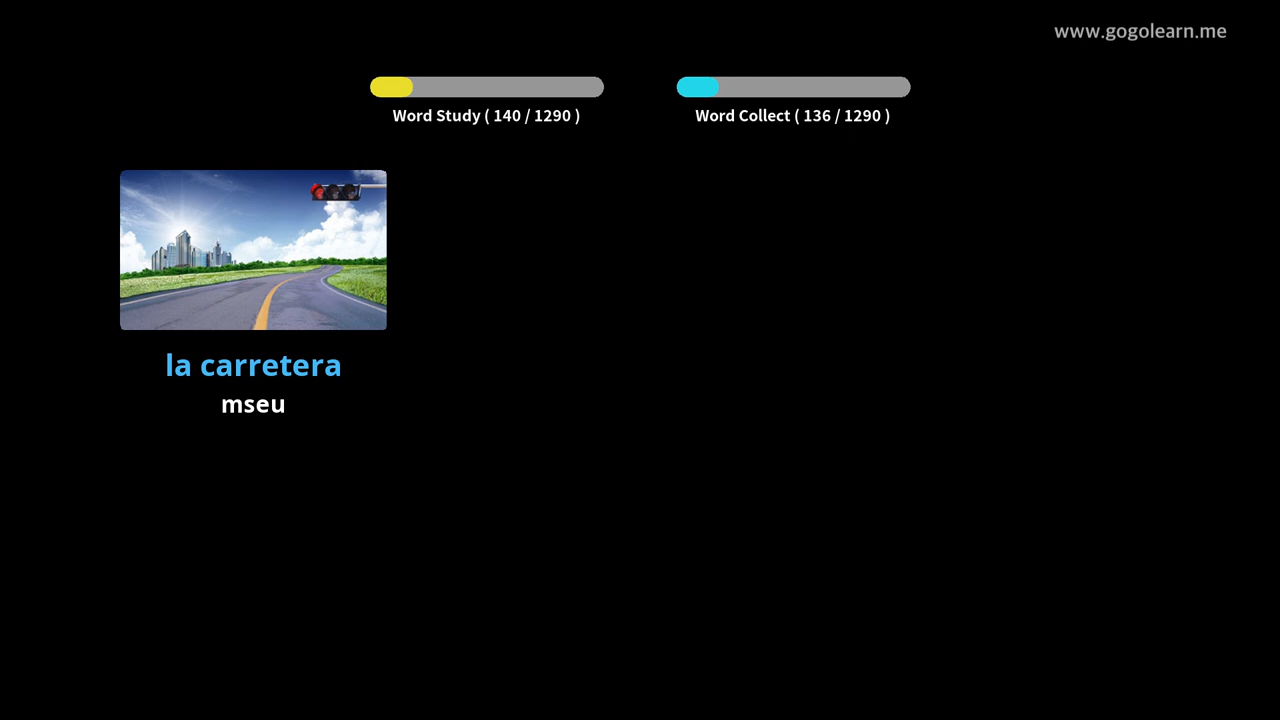 www.gogolearn.me
Word Study ( 140 / 1290 )
Word Collect ( 136 / 1290 )
la carretera
mseu